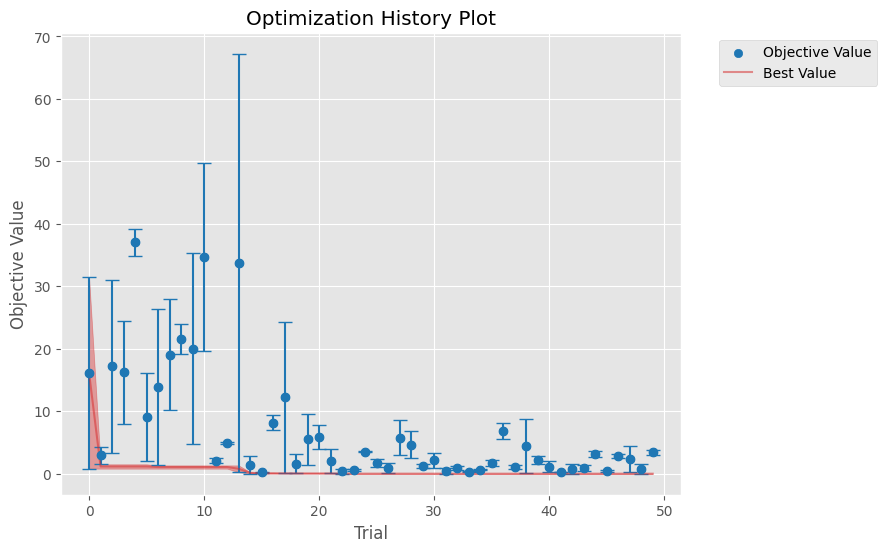 Optimization History Plot
Objective Value
Best Value
Objective Value
70
60
50
40
30
20
10
0
0 10 20 30 40 50
Trial